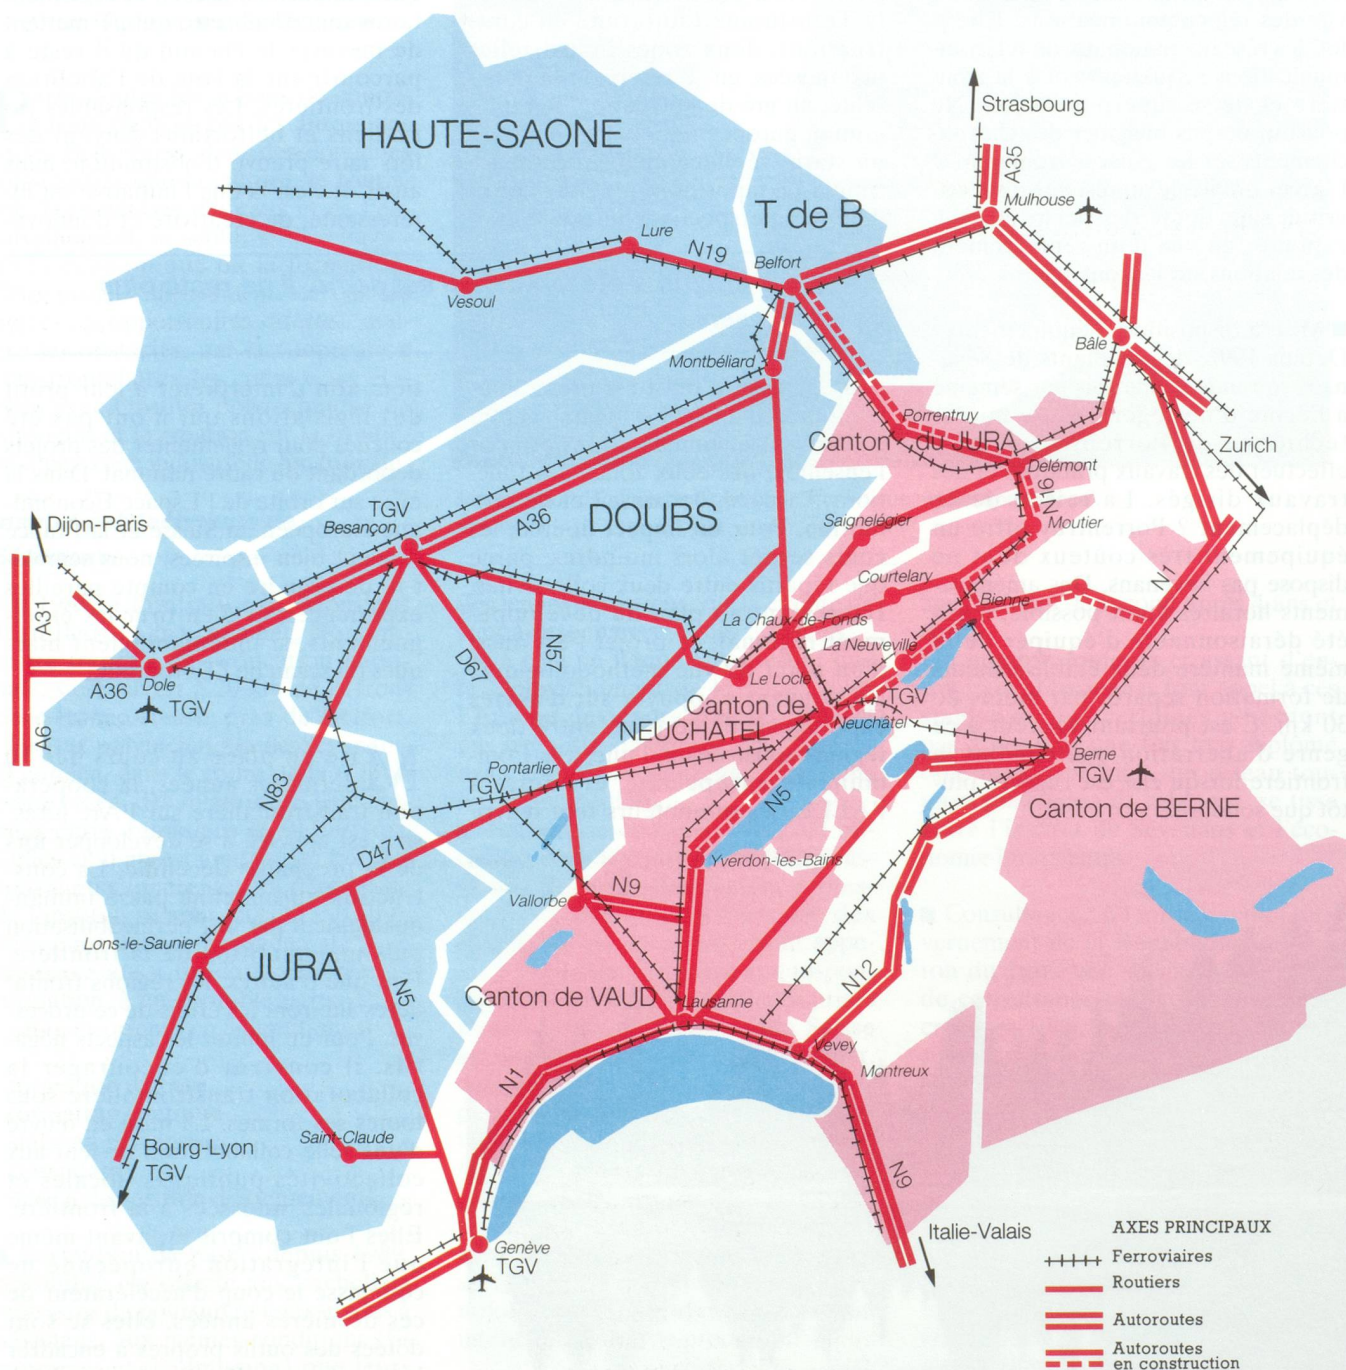 HAUTE-SAONE
Strasbourg
A35
Mulhouse
T de B
Lure
N19
Belfort
Vesoul
Bâle
Montbéliard
Porrentruy
Canton du JURA
Zurich
Delémont
TGV
Besançon
A36
DOUBS
N16
Dijon-Paris
Saignelégier
Moutier
Courtelary
N1
A31
Bienne
La Chaux-de-Fonds
N57
La Neuveville
D67
TGV
A36
Dole
TGV
Le Locle
Canton de
NEUCHATEL
Neuchâtel
A6
Berne
TGV
Pontarlier
TGV
N83
N5
Canton de BERNE
D471
Yverdon-les-Bains
N9
Vallorbe
Lons-le-Saunier
JURA
N5
N12
Canton de VAUD
Lausanne
Vevey
Montreux
N1
Saint-Claude
Bourg-Lyon
TGV
N9
Genève
TGV
Italie-Valais
AXES PRINCIPAUX
Ferroviaires
Routiers
Autoroutes
Autoroutes
en construction